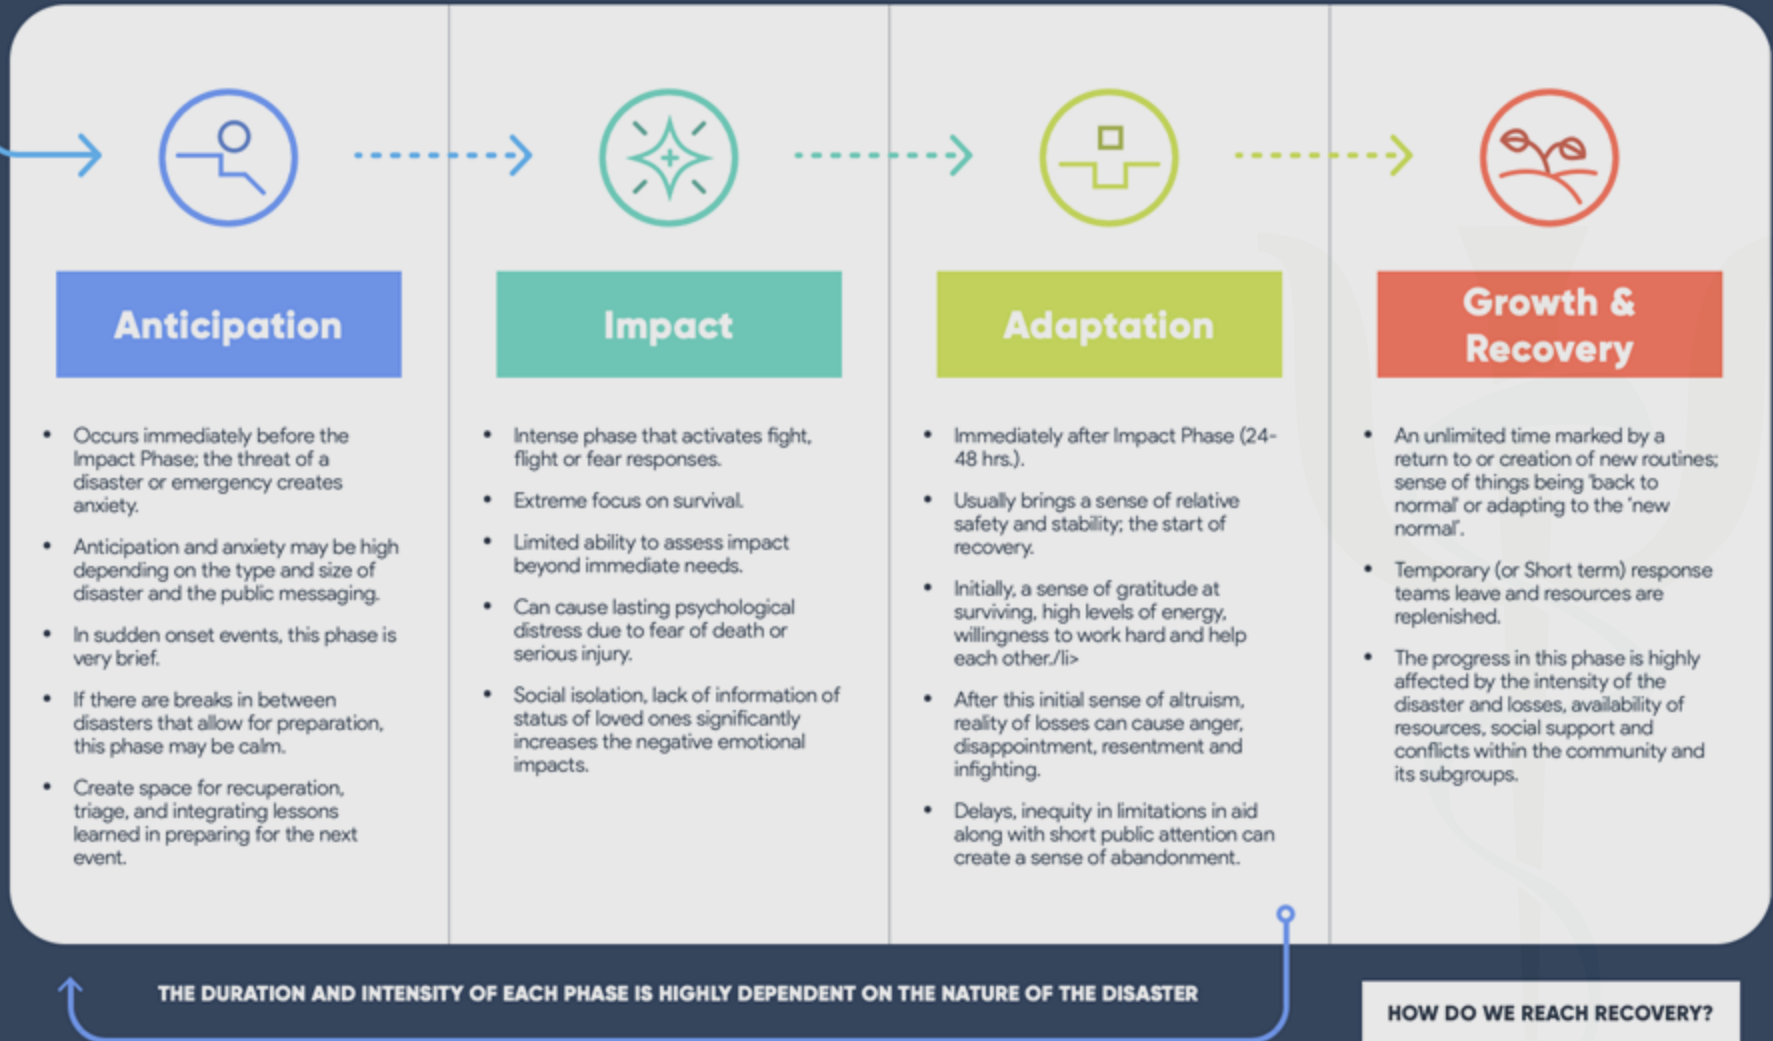 Anticipation
• Occurs immediately before the
Impact Phase; the threat of a
disaster or emergency creates
anxiety.
• Anticipation and anxiety may be high
depending on the type and size of
disaster and the public messaging.
• In sudden onset events, this phase is
very brief.
• If there are breaks in between
disasters that allow for preparation,
this phase may be calm.
• Create space for recuperation,
triage, and integrating lessons
learned in preparing for the next
event.
Impact
• Intense phase that activates fight,
flight or fear responses.
• Extreme focus on survival.
• Limited ability to assess impact
beyond immediate needs.
• Can cause lasting psychological
distress due to fear of death or
serious injury.
• Social isolation, lack of information of
status of loved ones significantly
increases the negative emotional
impacts.
Adaptation
• Immediately after Impact Phase (24-
48 hrs.).
• Usually brings a sense of relative
safety and stability; the start of
recovery.
• Initially, a sense of gratitude at
surviving, high levels of energy,
willingness to work hard and help
each other./li>
• After this initial sense of altruism,
reality of losses can cause anger,
disappointment, resentment and
infighting.
• Delays, inequity in limitations in aid
along with short public attention can
create a sense of abandonment.
Growth &
Recovery
• An unlimited time marked by a
return to or creation of new routines;
sense of things being 'back to
normal' or adapting to the 'new
normal'.
• Temporary (or Short term) response
teams leave and resources are
replenished.
• The progress in this phase is highly
affected by the intensity of the
disaster and losses, availability of
resources, social support and
conflicts within the community and
its subgroups.
THE DURATION AND INTENSITY OF EACH PHASE IS HIGHLY DEPENDENT ON THE NATURE OF THE DISASTER
HOW DO WE REACH RECOVERY?